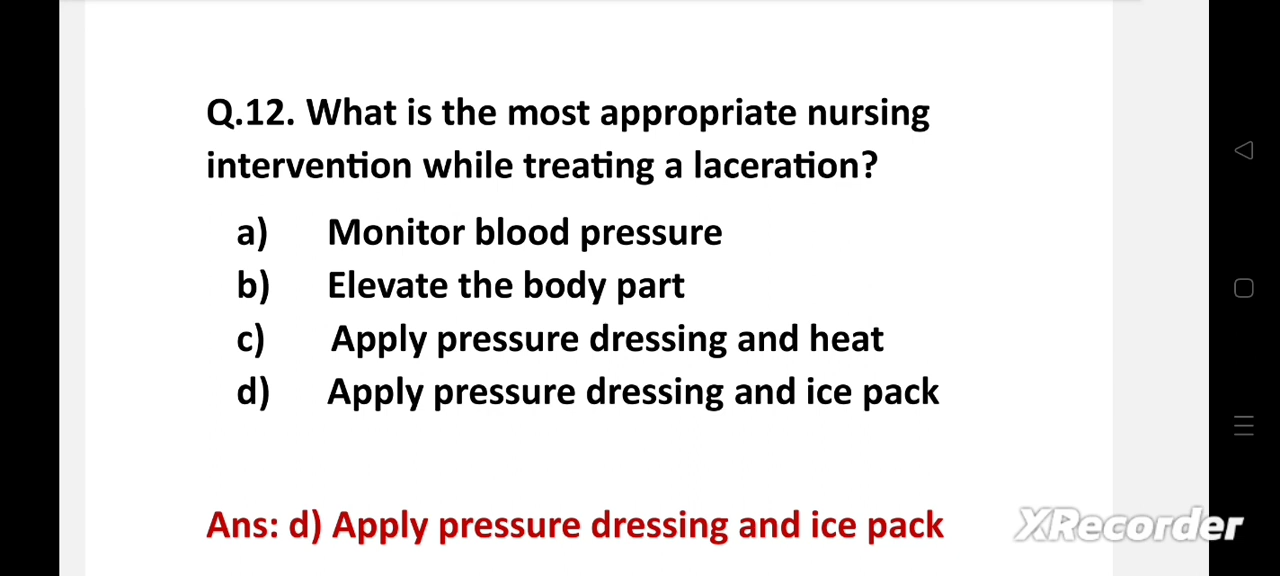 Q.12. What is the most appropriate nursing
intervention while treating a laceration?
a) Monitor blood pressure
b) Elevate the body part
c) Apply pressure dressing and heat
d) Apply pressure dressing and ice pack
Ans: d) Apply pressure dressing and ice pack
XRecorder